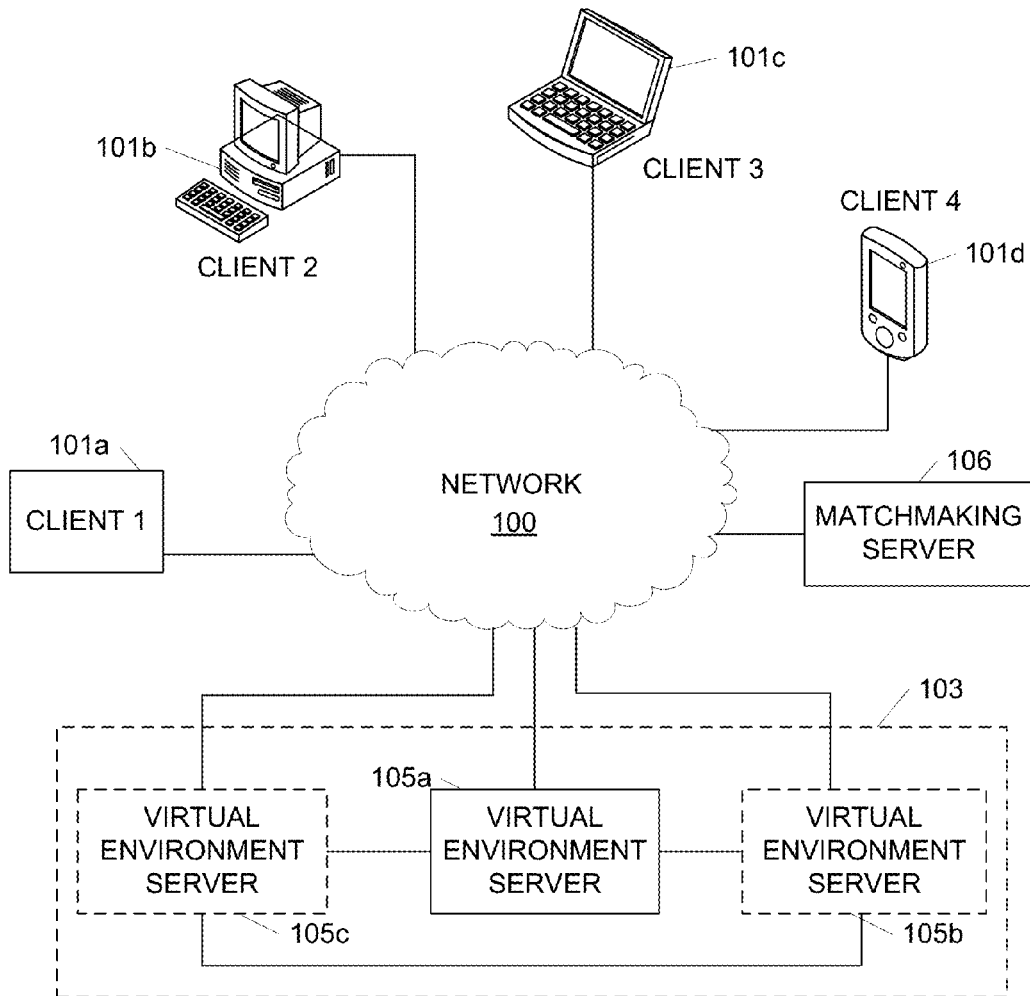 101c
101b
CLIENT 3
CLIENT 4
CLIENT 2
101d
101a
106
CLIENT 1
NETWORK
100
MATCHMAKING
SERVER
103
105a
VIRTUAL
ENVIRONMENT
SERVER
VIRTUAL
ENVIRONMENT
SERVER
VIRTUAL
ENVIRONMENT
SERVER
105c
105b